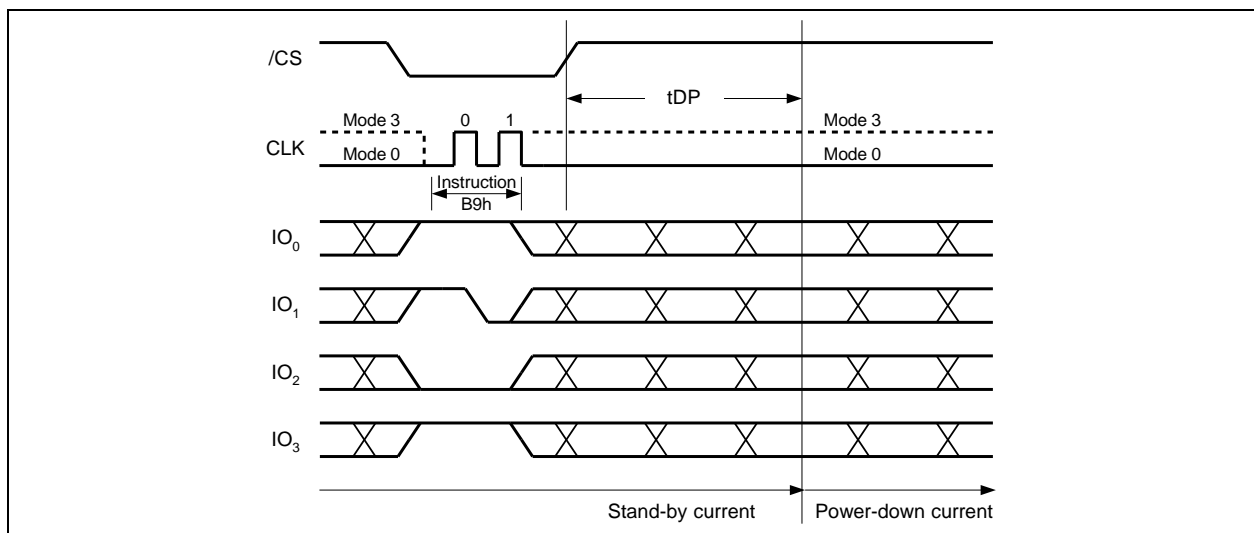 /CS
tDP
Mode 3 0 1 Mode 3
CLK
Mode 0 Mode 0
Instruction
B9h
IO0
IO1
IO2
IO3
Stand-by current Power-down current